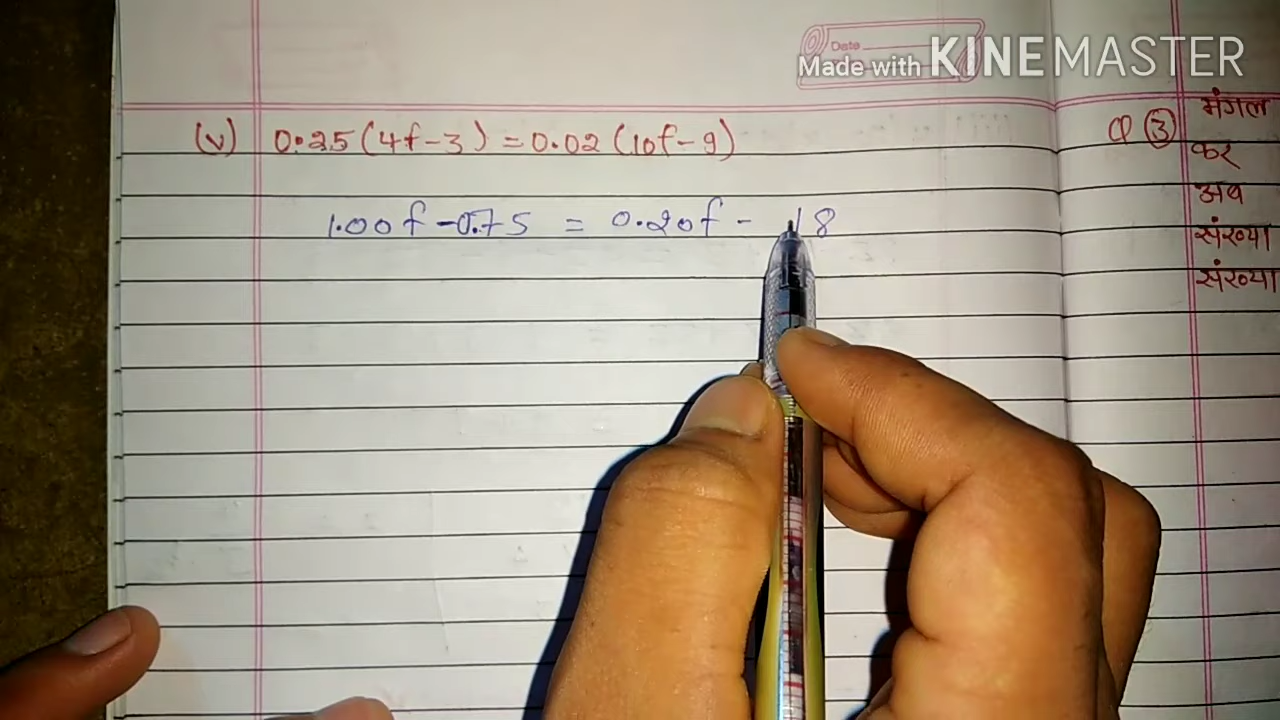 Date
Made with KINEMASTER
(v) 0.25(4f-3)=0.02(10f-9)
1.00f-0.75 = 0.20f- 18
Q (3)
मंगल
कर
अब
संख्या
संख्या